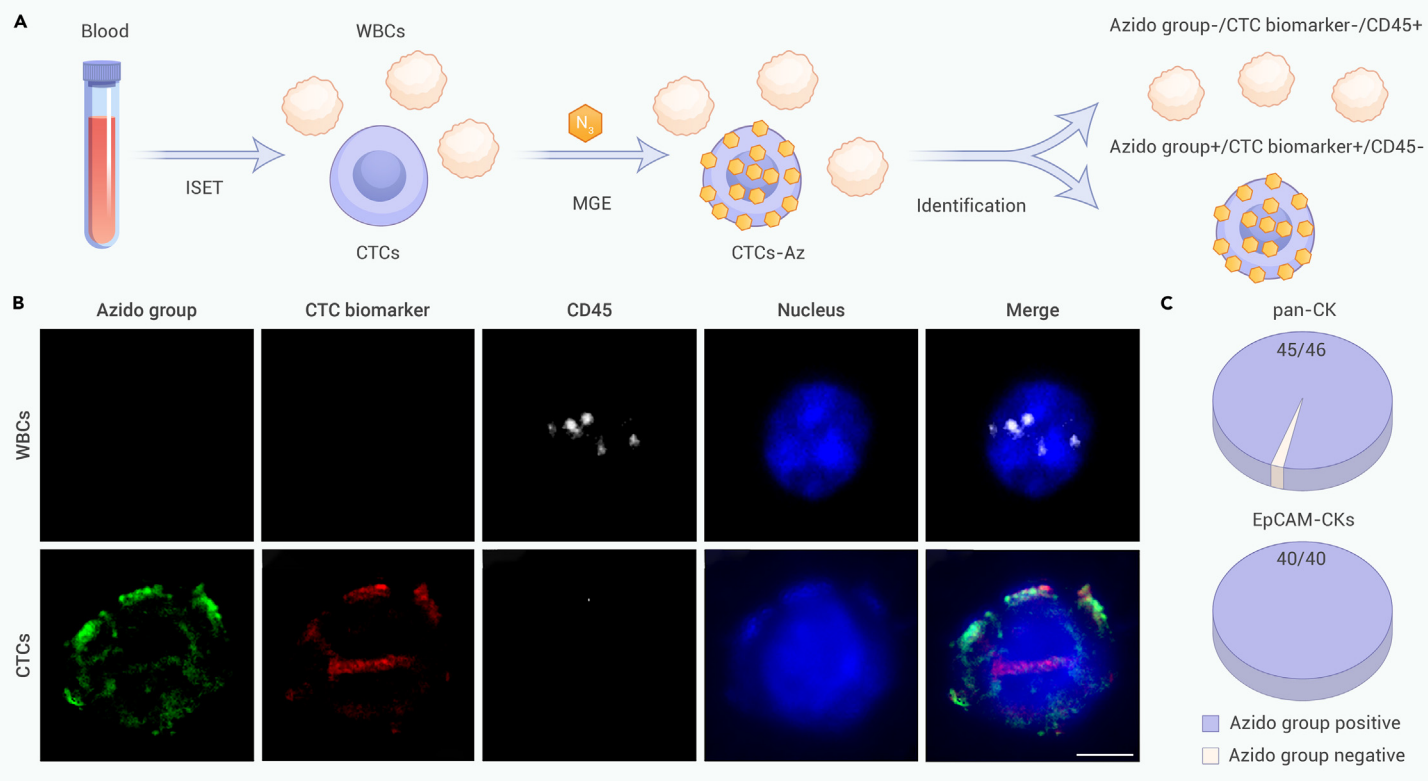 A
Blood
WBCs
Azido group-/CTC biomarker-/CD45+
N3
ISET
MGE
Identification
Azido group+/CTC biomarker+/CD45-
CTCs
CTCs-Az
B
Azido group
CTC biomarker
CD45
Nucleus
Merge
WBCs
CTCs
C
pan-CK
45/46
EpCAM-CKs
40/40
Azido group positive
Azido group negative